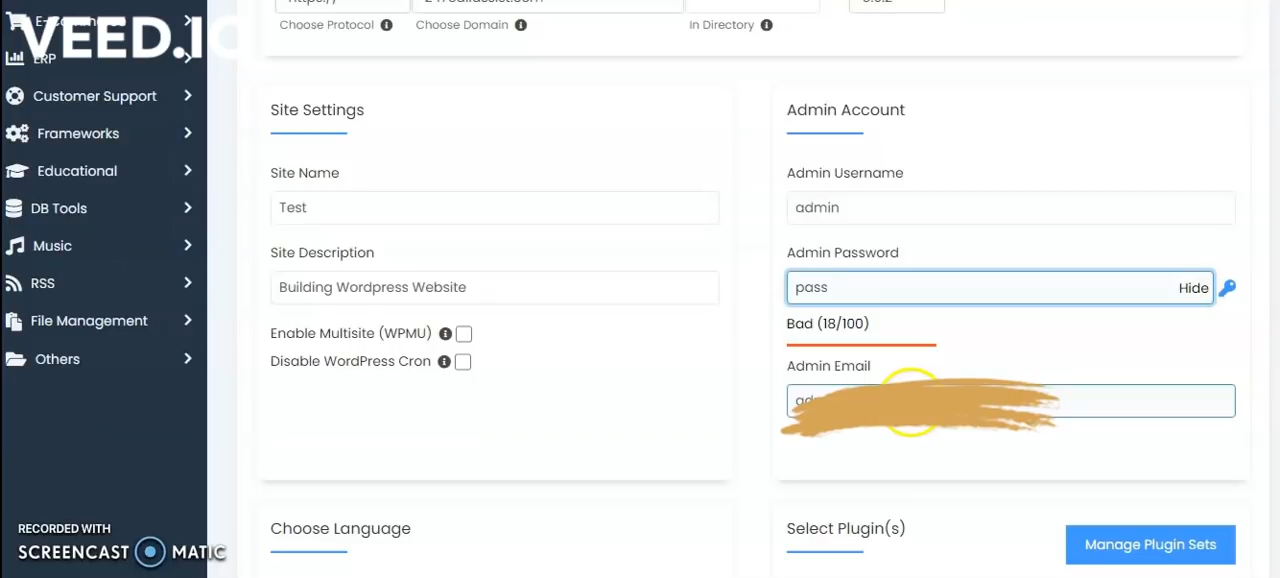 VEED.IO
ERP
Customer Support
Frameworks
Educational
DB Tools
Music
RSS
File Management
Others
RECORDED WITH
SCREENCAST MATIC
Choose Protocol
Choose Domain
In Directory
Site Settings
Site Name
Test
Site Description
Building Wordpress Website
Enable Multisite (WPMU)
Disable WordPress Cron
Admin Account
Admin Username
admin
Admin Password
pass Hide
Bad (18/100)
Admin Email
Choose Language
Select Plugin(s)
Manage Plugin Sets